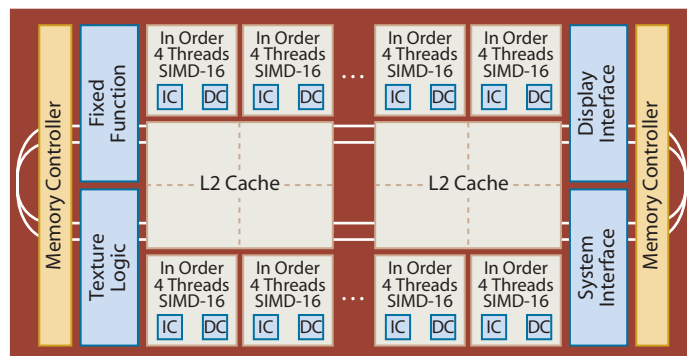 Memory Controller
Fixed
Function
Texture
Logic
In Order
4 Threads
SIMD-16
IC DC
In Order
4 Threads
SIMD-16
IC DC
...
In Order
4 Threads
SIMD-16
IC DC
In Order
4 Threads
SIMD-16
IC DC
L2 Cache
L2 Cache
In Order
4 Threads
SIMD-16
IC DC
In Order
4 Threads
SIMD-16
IC DC
...
In Order
4 Threads
SIMD-16
IC DC
In Order
4 Threads
SIMD-16
IC DC
Display
Interface
System
Interface
Memory Controller